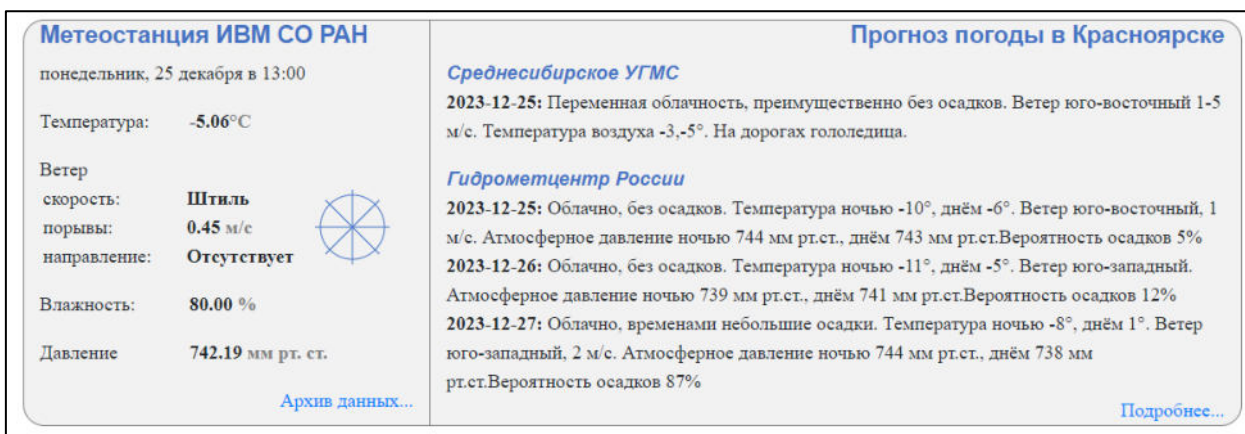 Метеостанция ИВМ СО РАН
понедельник, 25 декабря в 13:00
Температура: -5.06°C
Ветер
скорость: Штиль
порывы: 0.45 м/с
направление: Отсутствует
Влажность: 80.00 %
Давление 742.19 мм рт. ст.
Архив данных...
Прогноз погоды в Красноярске
Среднесибирское УГМС
2023-12-25: Переменная облачность, преимущественно без осадков. Ветер юго-восточный 1-5
м/с. Температура воздуха -3,-5°. На дорогах гололедица.
Гидрометцентр России
2023-12-25: Облачно, без осадков. Температура ночью -10°, днём -6°. Ветер юго-восточный, 1
м/с. Атмосферное давление ночью 744 мм рт.ст., днём 743 мм рт.ст.Вероятность осадков 5%
2023-12-26: Облачно, без осадков. Температура ночью -11°, днём -5°. Ветер юго-западный.
Атмосферное давление ночью 739 мм рт.ст., днём 741 мм рт.ст.Вероятность осадков 12%
2023-12-27: Облачно, временами небольшие осадки. Температура ночью -8°, днём 1°. Ветер
юго-западный, 2 м/с. Атмосферное давление ночью 744 мм рт.ст., днём 738 мм
рт.ст.Вероятность осадков 87%
Подробнее...